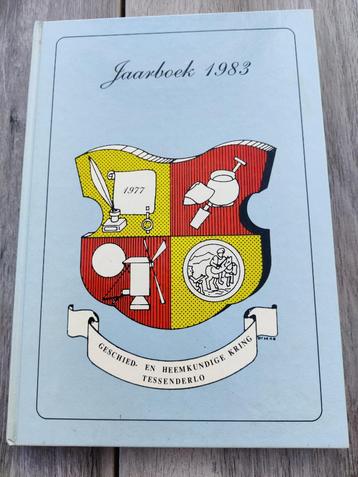 Jaarboek 1983
1977
GESCHIED- EN HEEMKUNDIGE KRING
TESSENDERLO